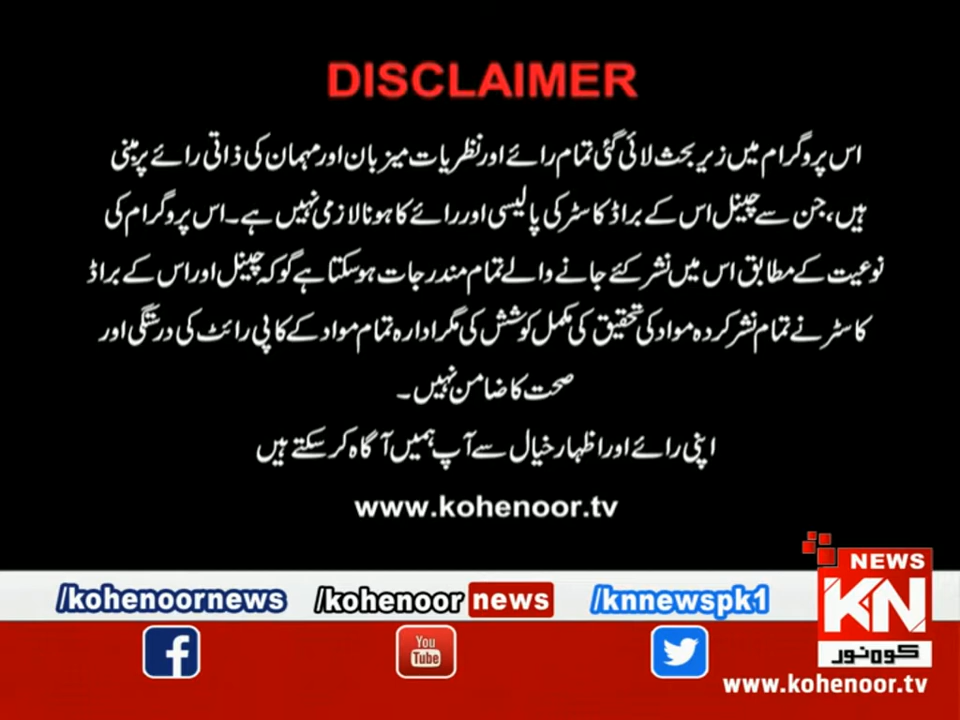 DISCLAIMER
اس پروگرام میں زیر بحث لائی گئی تمام رائے اور نظریات میزبان اور مہمان کی ذاتی رائے پر مبنی
ہیں، جن سے چینل اس کے براڈ کاسٹر کی پالیسی اور رائے کا ہونا لازمی نہیں ہے۔ اس پروگرام کی
نوعیت کے مطابق اس میں نشر کئے جانے والے تمام مندرجات ہو سکتا ہے گو کہ چینل اور اس کے براڈ
کاسٹر نے تمام نشر کردہ مواد کی تحقیق کی مکمل کوشش کی مگر ادارہ تمام مواد کے کاپی رائٹ کی درستگی اور
صحت کا ضامن نہیں۔
اپنی رائے اور اظہار خیال سے آپ ہمیں آگاہ کر سکتے ہیں
www.kohenoor.tv
/kohenoornews /kohenoor news /knnewspk1
NEWS
KN
کوہ نور
You
Tube
www.kohenoor.tv